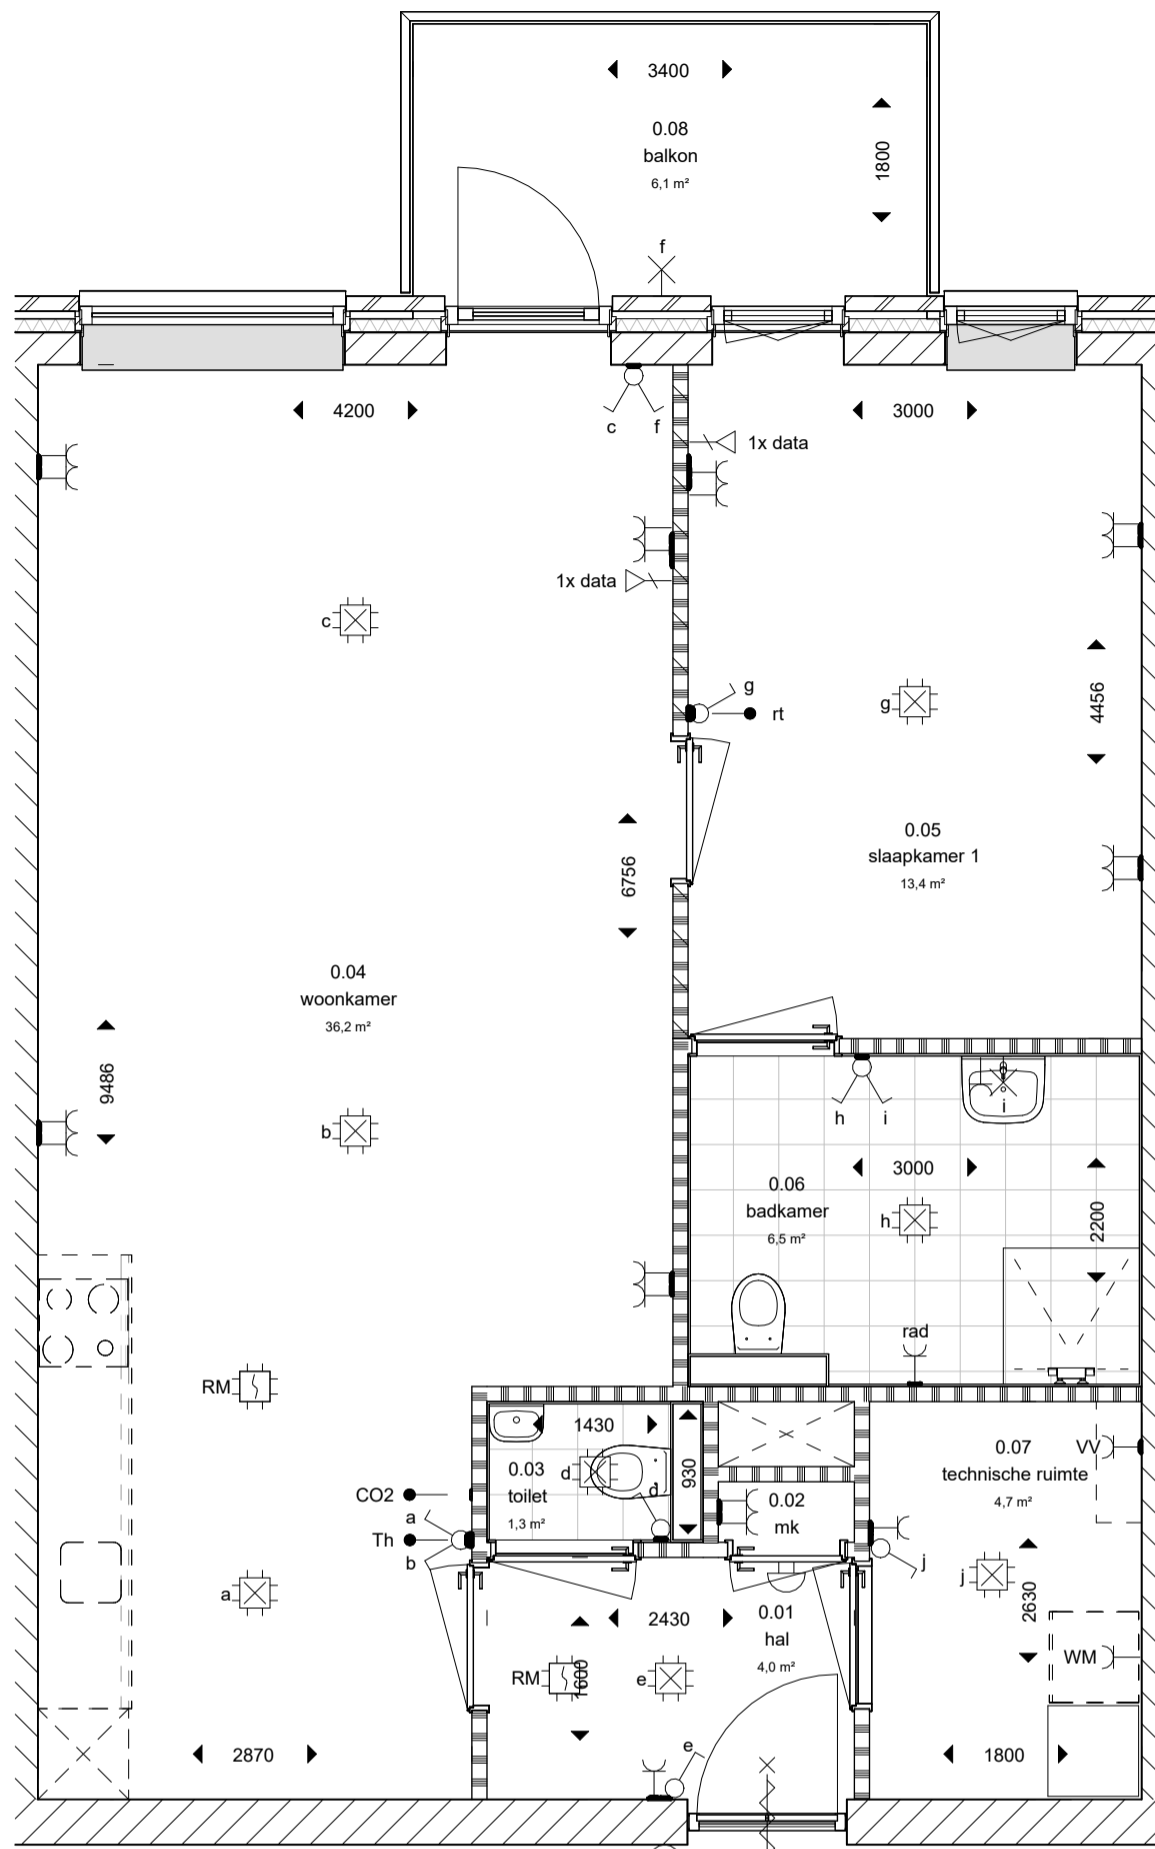 3400
0.08
balkon
6,1 m²
1800
f
4200
3000
c
f
1x data
1x data
c
g
rt
g
4456
0.05
slaapkamer 1
13,4 m²
6756
0.04
woonkamer
36,2 m²
9486
b
h
i
i
3000
0.06
badkamer
6,5 m²
h
2200
rad
RM
1430
930
0.03
toilet
1,3 m²
d
d
0.02
mk
0.07
technische ruimte
4,7 m²
VV
CO2
a
Th
b
j
j
2630
a
2430
0.01
hal
4,0 m²
RM
1600
e
WM
e
2870
1800